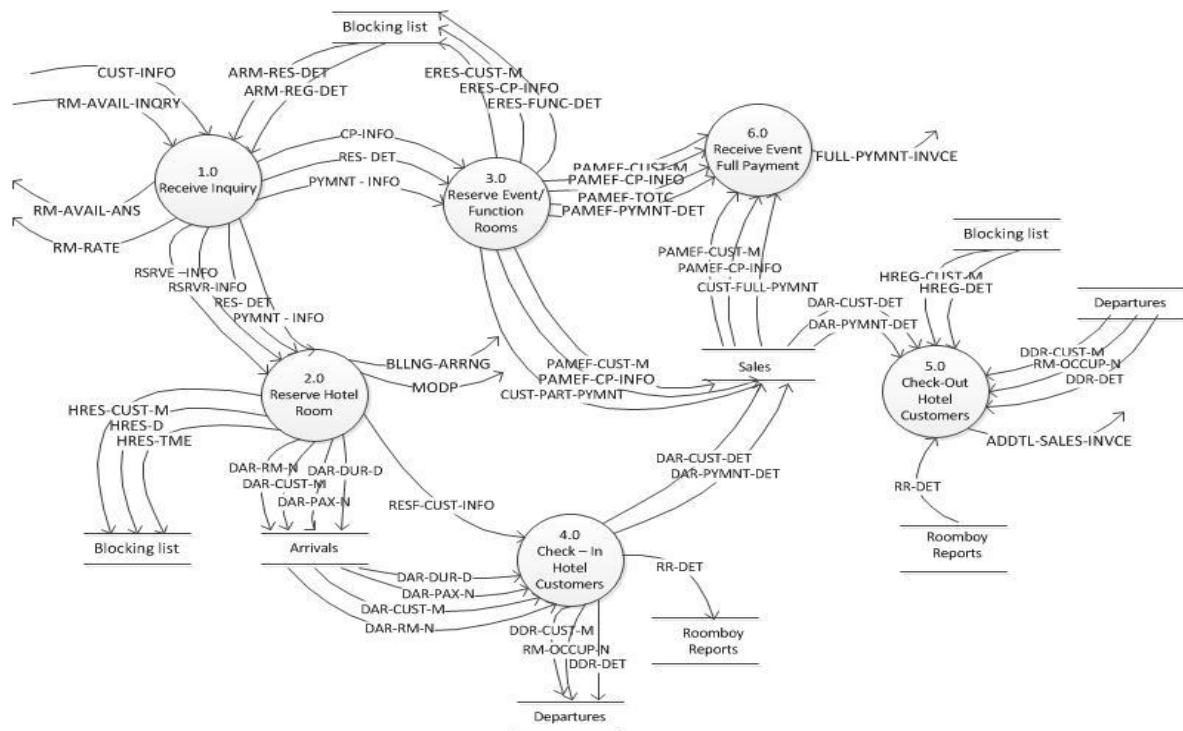 Blocking list
CUST-INFO
ARM-RES-DET
ERES-CUST-M
RM-AVAIL-INQRY
ARM-REG-DET
ERES-CP-INFO
ERES-FUNC-DET
CP-INFO
RES- DET
PYMNT - INFO
1.0
Receive Inquiry
RM-AVAIL-ANS
RM-RATE
3.0
Reserve Event/
Function
Rooms
6.0
Receive Event
Full Payment
FULL-PYMNT-INVCE
PAMEF-CUST-M
PAMEF-CP-INFO
PAMEF-TOTC
PAMEF-PYMNT-DET
RSRVE –INFO
RSRVR-INFO
RES- DET
PYMNT - INFO
PAMEF-CUST-M
PAMEF-CP-INFO
CUST-FULL-PYMNT
Blocking list
HREG-CUST-M
HREG-DET
DAR-CUST-DET
DAR-PYMNT-DET
Departures
BLLNG-ARRNG
MODP
PAMEF-CUST-M
PAMEF-CP-INFO
CUST-PART-PYMNT
Sales
DDR-CUST-M
RM-OCCUP-N
DDR-DET
5.0
Check-Out
Hotel
Customers
ADDTL-SALES-INVCE
2.0
Reserve Hotel
Room
HRES-CUST-M
HRES-D
HRES-TME
DAR-RM-N
DAR-CUST-M
DAR-PAX-N
DAR-DUR-D
RESF-CUST-INFO
DAR-CUST-DET
DAR-PYMNT-DET
RR-DET
Roomboy
Reports
Blocking list
Arrivals
4.0
Check – In
Hotel
Customers
DAR-DUR-D
DAR-PAX-N
DAR-CUST-M
DAR-RM-N
RR-DET
Roomboy
Reports
DDR-CUST-M
RM-OCCUP-N
DDR-DET
Departures